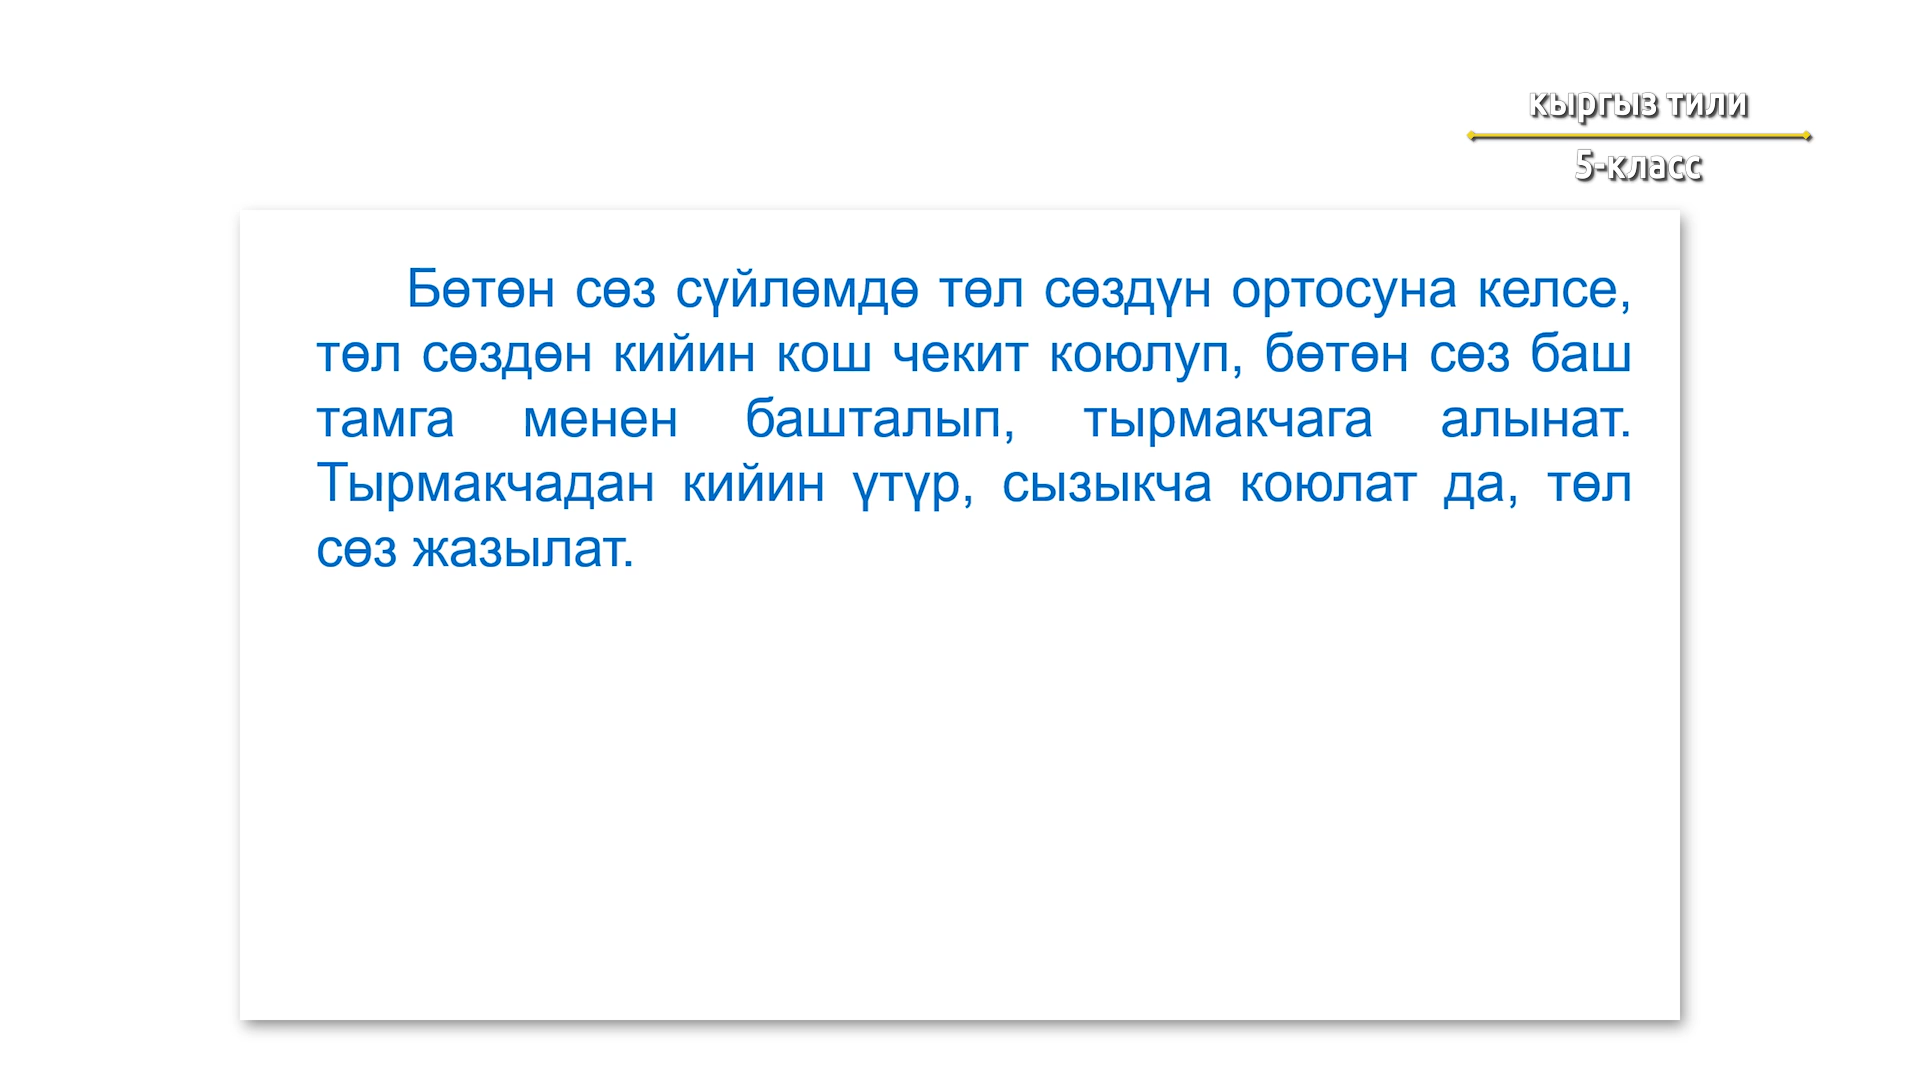 кыргыз тили
5-класс
Бөтөн сөз сүйлөмдө төл сөздүн ортосуна келсе,
төл сөздөн кийин кош чекит коюлуп, бөтөн сөз баш
тамга менен башталып, тырмакчага алынат.
Тырмакчадан кийин үтүр, сызыкча коюлат да, төл
сөз жазылат.